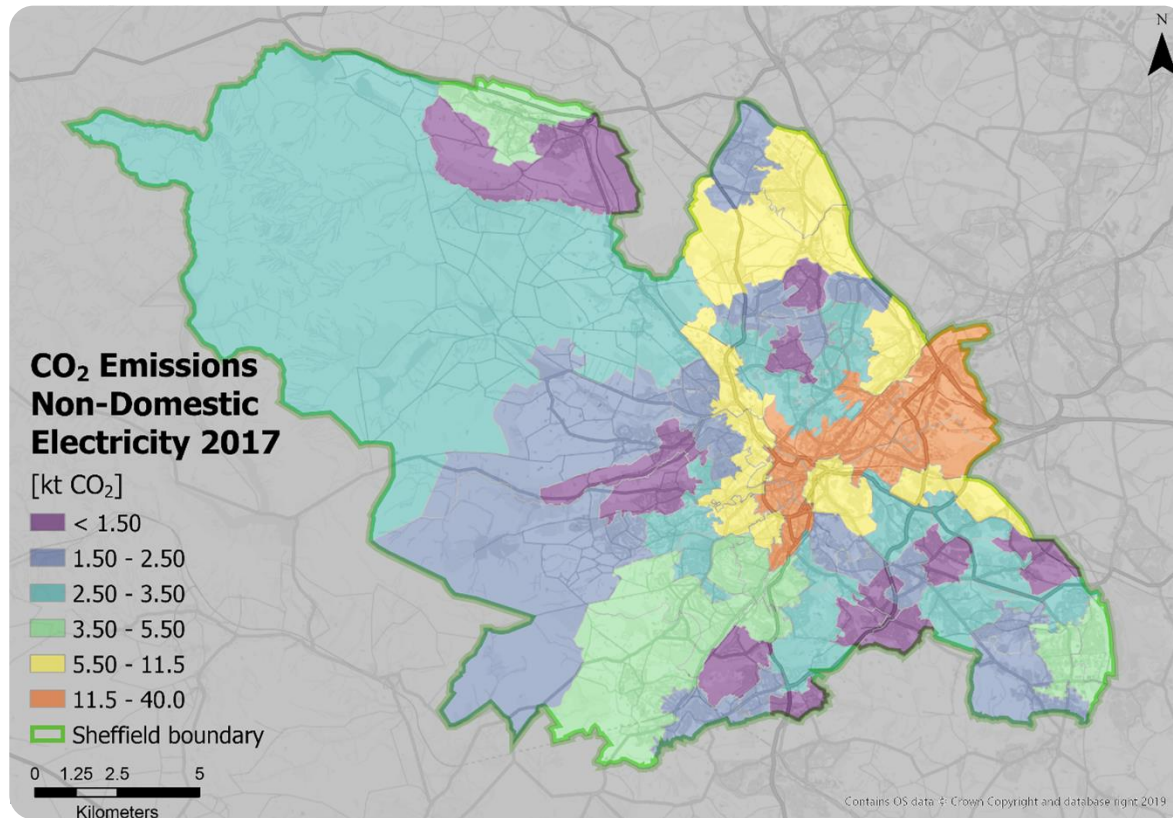 N
CO₂ Emissions
Non-Domestic
Electricity 2017
[kt CO₂]
< 1.50
1.50 - 2.50
2.50 - 3.50
3.50 - 5.50
5.50 - 11.5
11.5 - 40.0
Sheffield boundary
0 1.25 2.5 5
Kilometers
Contains OS data © Crown Copyright and database right 2019